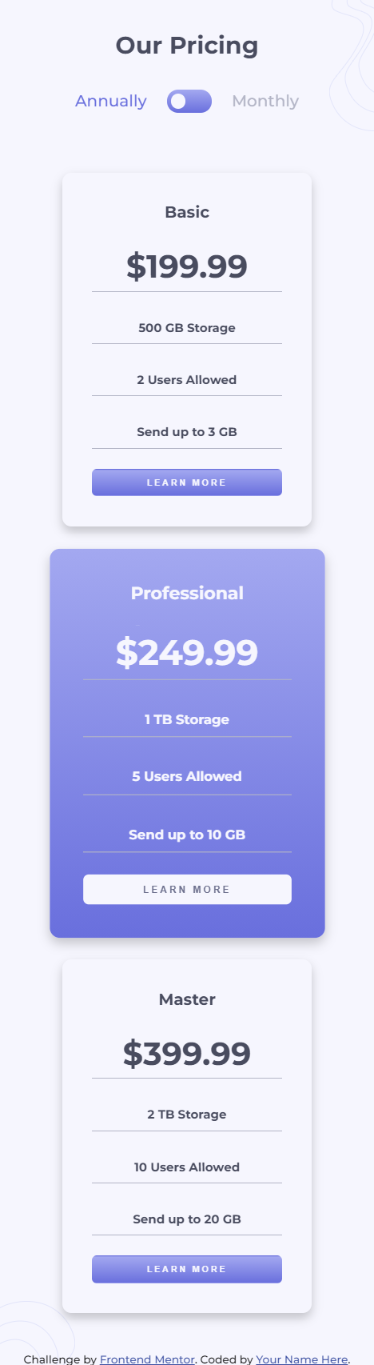 Our Pricing
Annually Monthly
Basic
$199.99
500 GB Storage
2 Users Allowed
Send up to 3 GB
LEARN MORE
Professional
$249.99
1 TB Storage
5 Users Allowed
Send up to 10 GB
LEARN MORE
Master
$399.99
2 TB Storage
10 Users Allowed
Send up to 20 GB
LEARN MORE
Challenge by Frontend Mentor. Coded by Your Name Here.